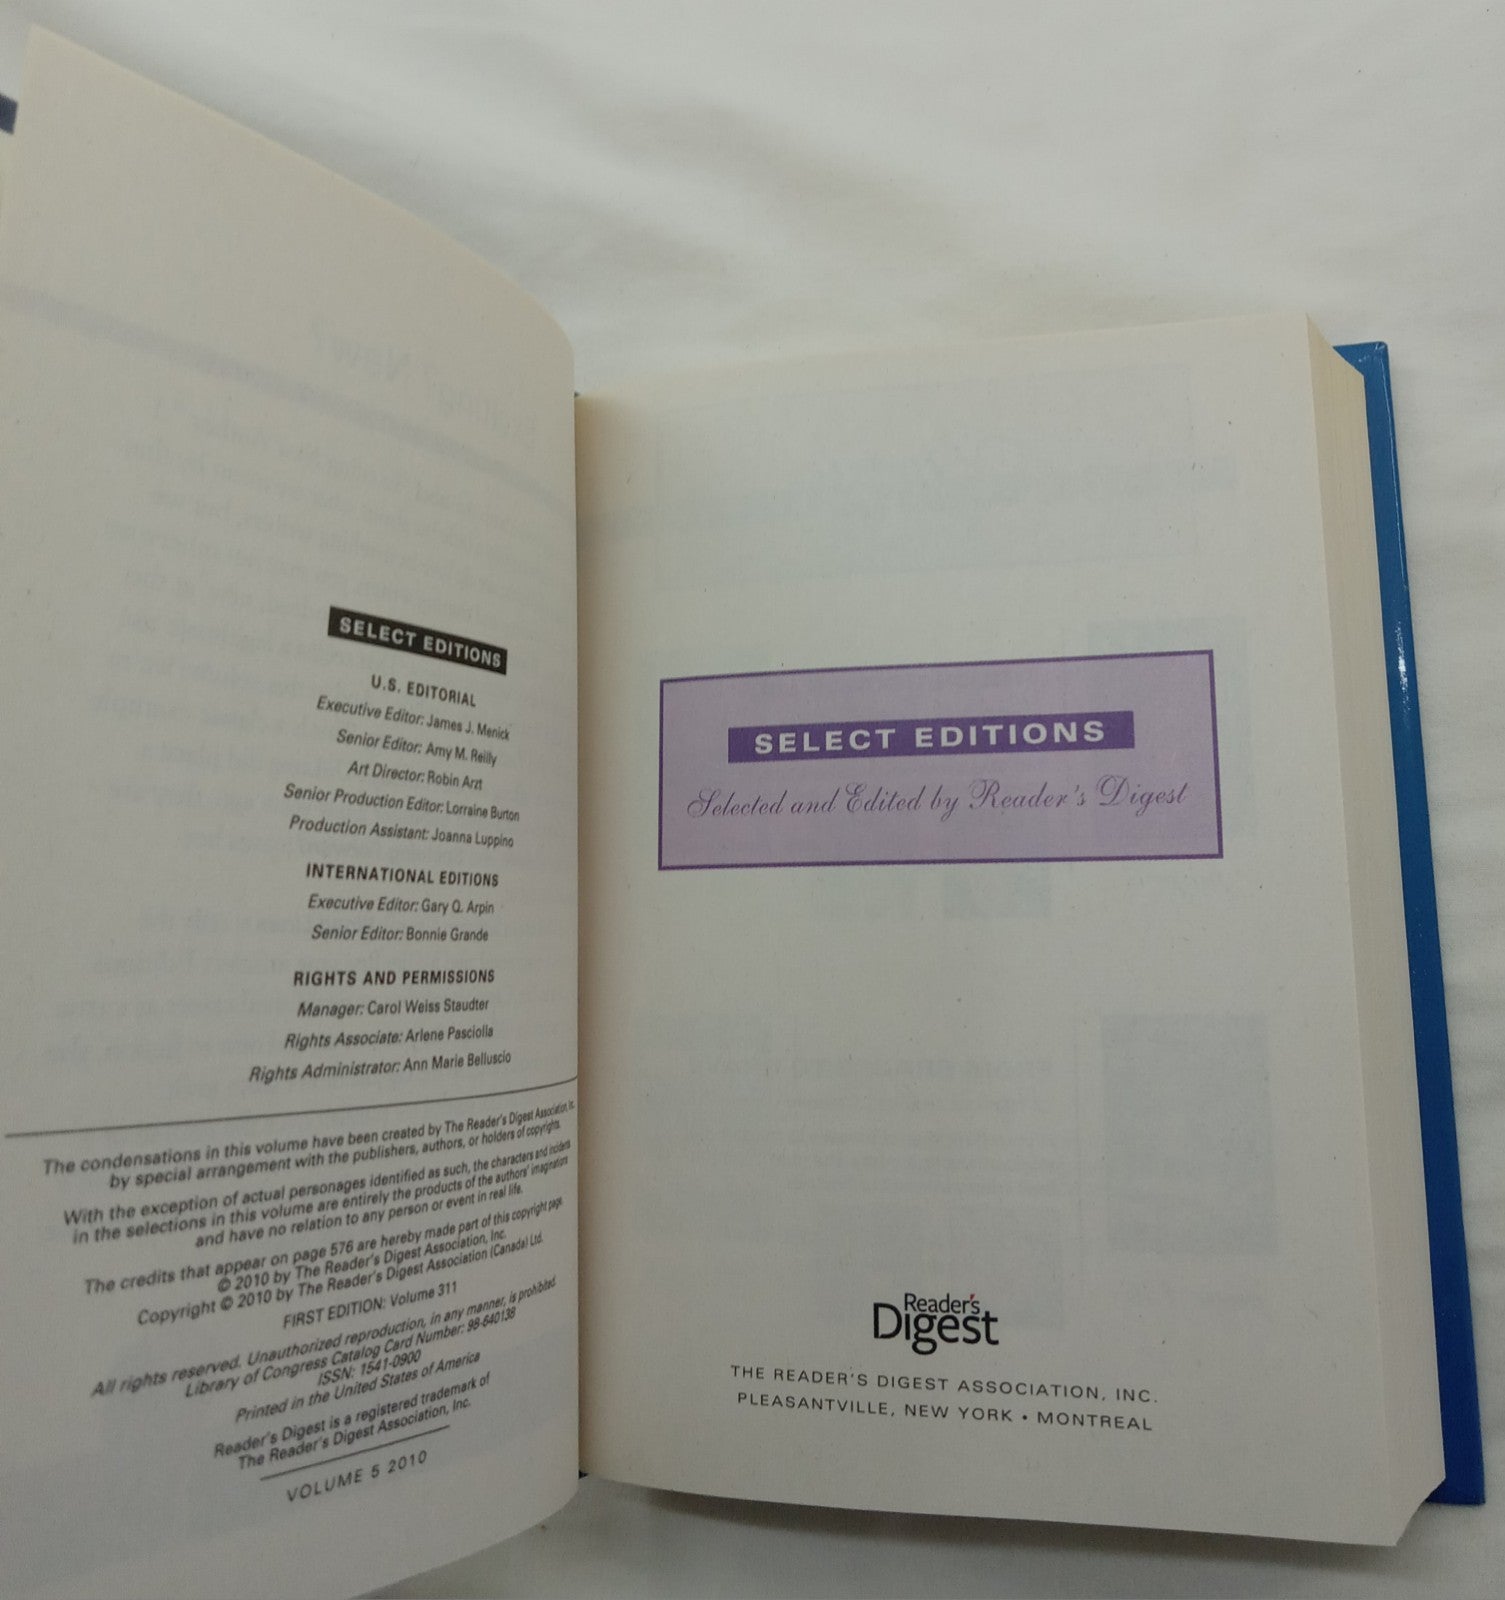 SELECT EDITIONS
U.S. EDITORIAL
Executive Editor: James J. Menick
Senior Editor: Amy M. Reilly
Art Director: Robin Arzt
Senior Production Editor: Lorraine Burton
Production Assistant: Joanna Luppino
INTERNATIONAL EDITIONS
Executive Editor: Gary Q. Arpin
Senior Editor: Bonnie Grande
RIGHTS AND PERMISSIONS
Manager: Carol Weiss Staudter
Rights Associate: Arlene Pasciolla
Rights Administrator: Ann Marie Belluscio
The condensations in this volume have been created by The Reader's Digest Association, Inc.
by special arrangement with the publishers, authors, or holders of copyrights.
With the exception of actual personages identified as such, the characters and incidents
in the selections in this volume are entirely the products of the authors' imaginations
and have no relation to any person or event in real life.
The credits that appear on page 576 are hereby made part of this copyright page.
© 2010 by The Reader's Digest Association, Inc.
Copyright © 2010 by The Reader's Digest Association (Canada) Ltd.
FIRST EDITION: Volume 311
All rights reserved. Unauthorized reproduction, in any manner, is prohibited.
Library of Congress Catalog Card Number: 98-640138
ISSN: 1541-0900
Printed in the United States of America
Reader's Digest is a registered trademark of
The Reader's Digest Association, Inc.
VOLUME 5 2010
SELECT EDITIONS
Selected and Edited by Reader's Digest
Reader's
Digest
THE READER'S DIGEST ASSOCIATION, INC.
PLEASANTVILLE, NEW YORK • MONTREAL